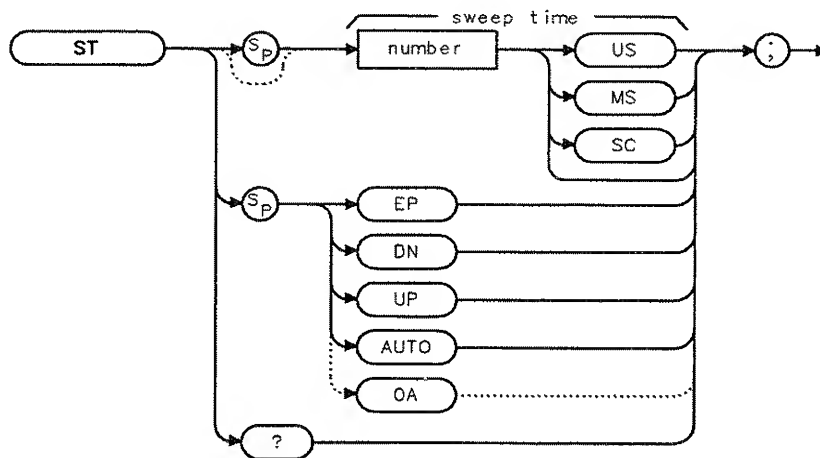 sweep time
ST SP number US ;
MS
SC
SP EP
DN
UP
AUTO
OA
?